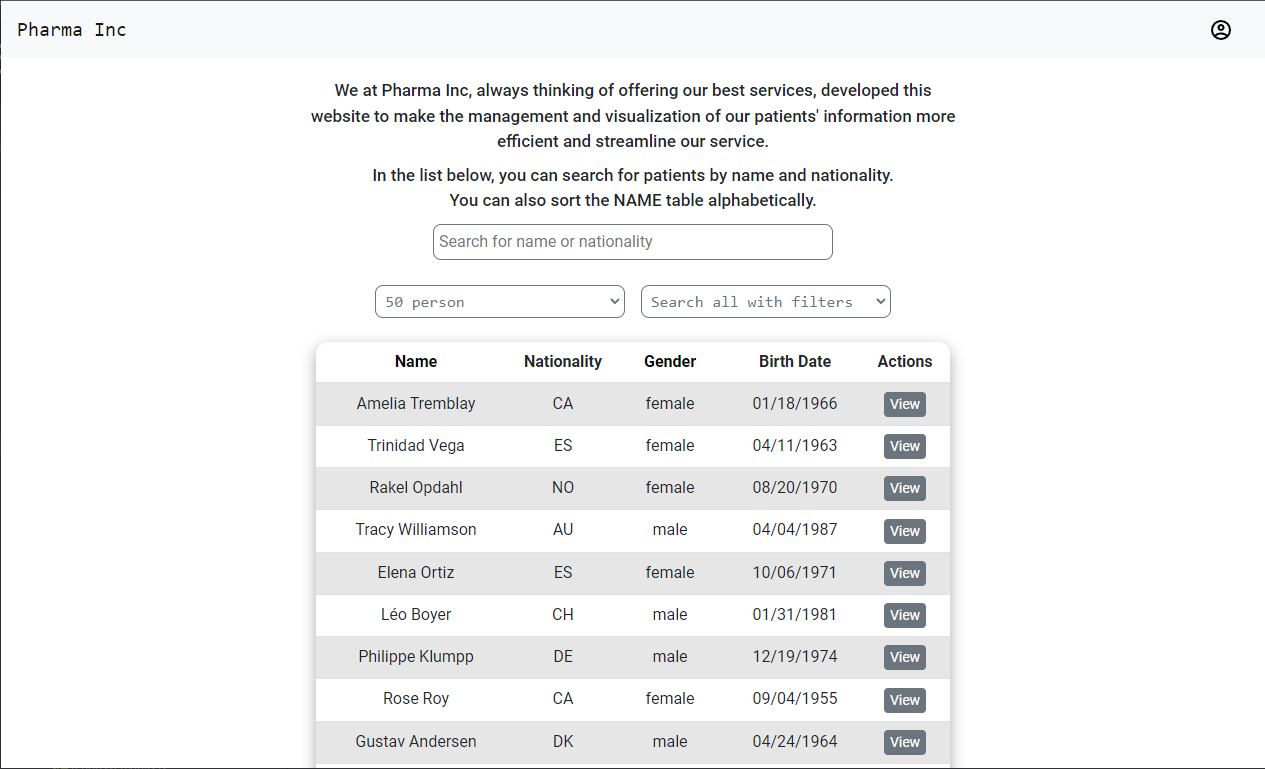 Pharma Inc
We at Pharma Inc, always thinking of offering our best services, developed this
website to make the management and visualization of our patients' information more
efficient and streamline our service.
In the list below, you can search for patients by name and nationality.
You can also sort the NAME table alphabetically.
Search for name or nationality
50 person Search all with filters
Name Nationality Gender Birth Date Actions
Amelia Tremblay CA female 01/18/1966 View
Trinidad Vega ES female 04/11/1963 View
Rakel Opdahl NO female 08/20/1970 View
Tracy Williamson AU male 04/04/1987 View
Elena Ortiz ES female 10/06/1971 View
Léo Boyer CH male 01/31/1981 View
Philippe Klumpp DE male 12/19/1974 View
Rose Roy CA female 09/04/1955 View
Gustav Andersen DK male 04/24/1964 View